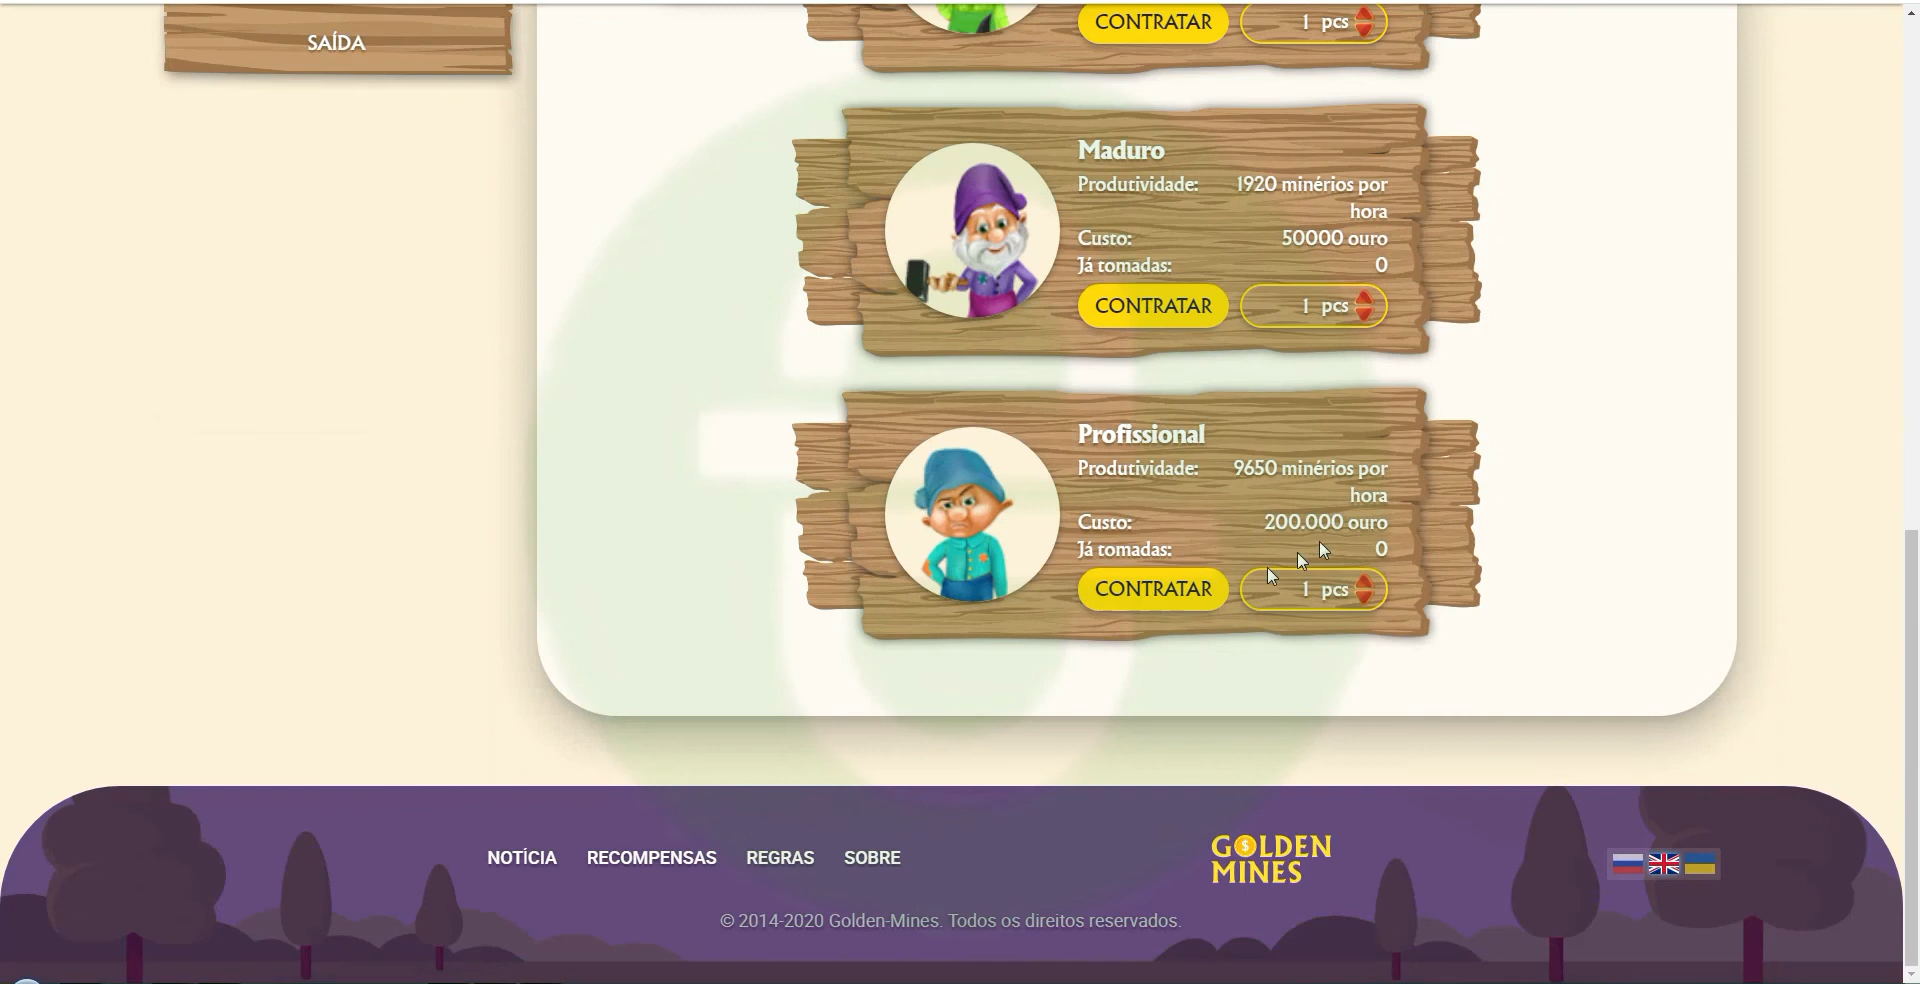 SAÍDA
CONTRATAR 1 pcs
Maduro
Produtividade: 1920 minérios por
hora
Custo: 50000 ouro
Já tomadas: 0
CONTRATAR 1 pcs
Profissional
Produtividade: 9650 minérios por
hora
Custo: 200.000 ouro
Já tomadas: 0
CONTRATAR 1 pcs
NOTÍCIA RECOMPENSAS REGRAS SOBRE
GOLDEN
MINES
© 2014-2020 Golden-Mines. Todos os direitos reservados.